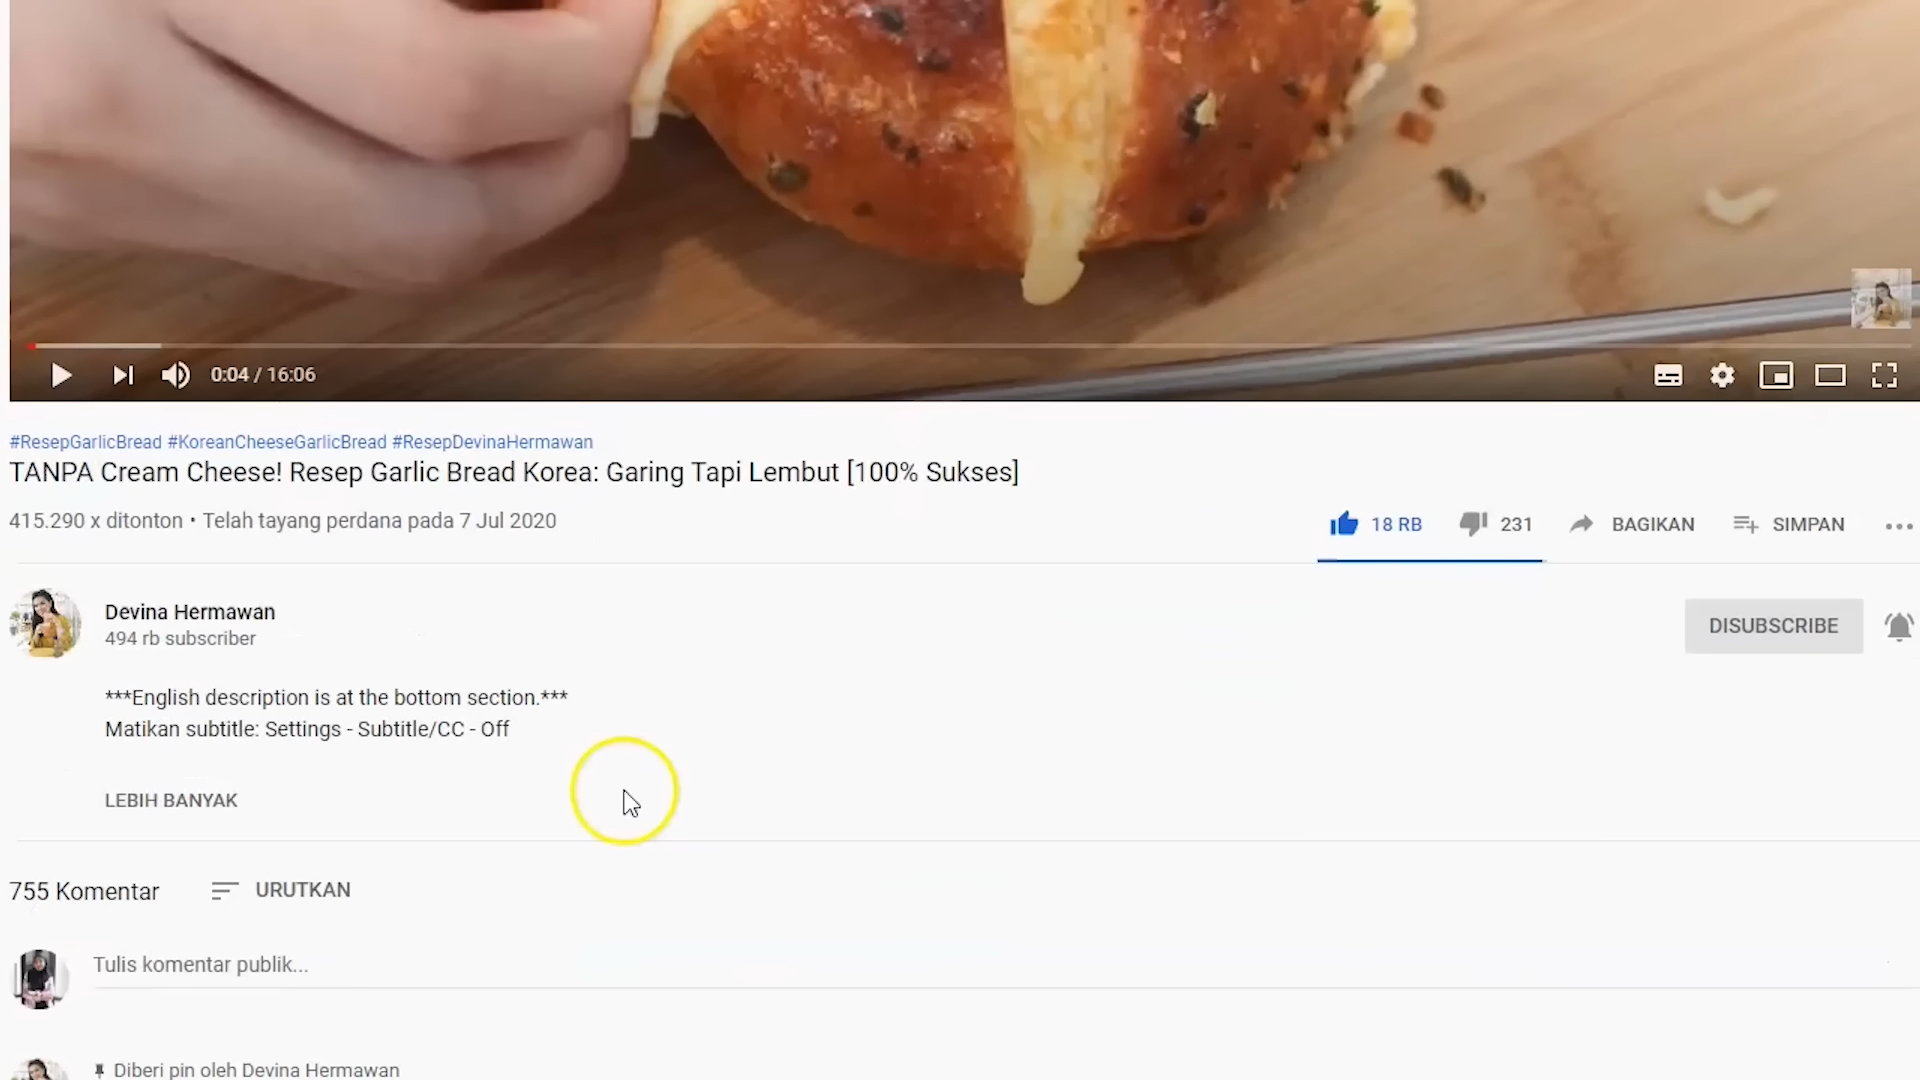 0:04 / 16:06
#ResepGarlicBread #KoreanCheeseGarlicBread #ResepDevinaHermawan
TANPA Cream Cheese! Resep Garlic Bread Korea: Garing Tapi Lembut [100% Sukses]
415.290 x ditonton • Telah tayang perdana pada 7 Jul 2020
18 RB 231 BAGIKAN SIMPAN
Devina Hermawan
494 rb subscriber
DISUBSCRIBE
***English description is at the bottom section.***
Matikan subtitle: Settings - Subtitle/CC - Off
LEBIH BANYAK
755 Komentar URUTKAN
Tulis komentar publik...
Diberi pin oleh Devina Hermawan